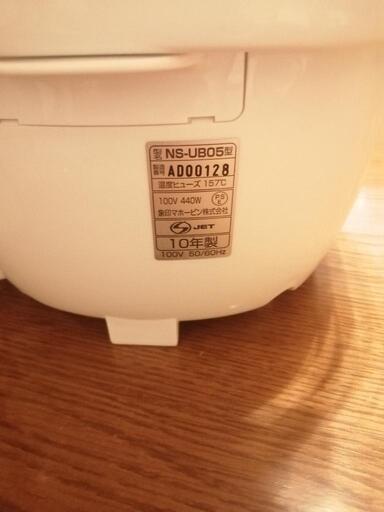 型式 NS-UB05型
製造番号 AD00128
温度ヒューズ 157℃
100V 440W PSE
象印マホービン株式会社
JET
10年製
100V 50/60Hz